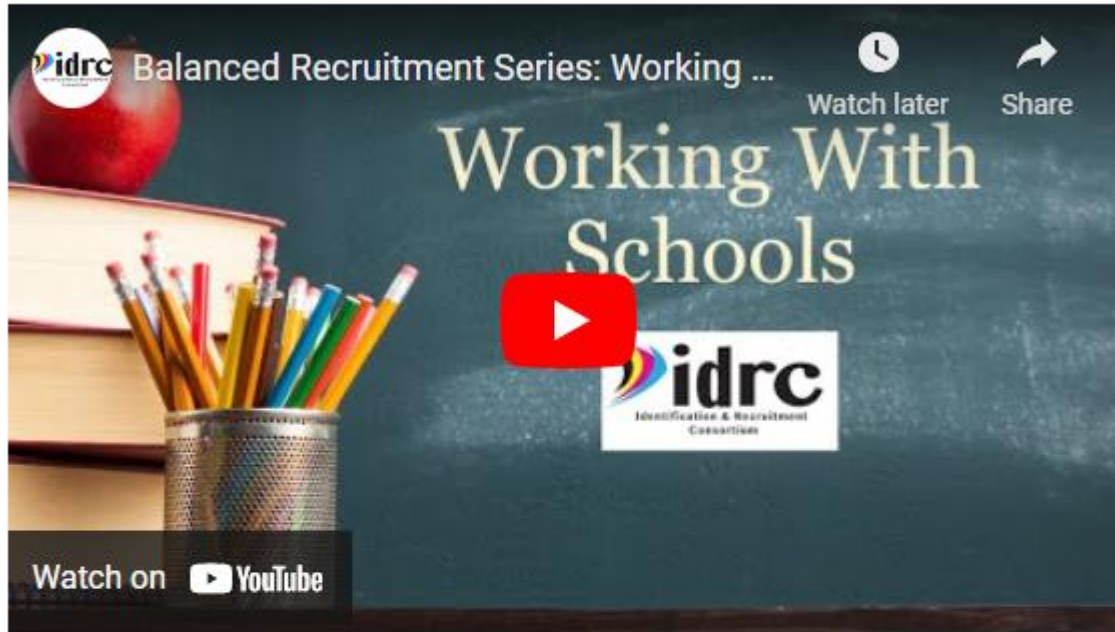 idrc
Balanced Recruitment Series: Working ...
Watch later
Share
Working With
Schools
idrc
Identification & Recruitment
Consortium
Watch on YouTube